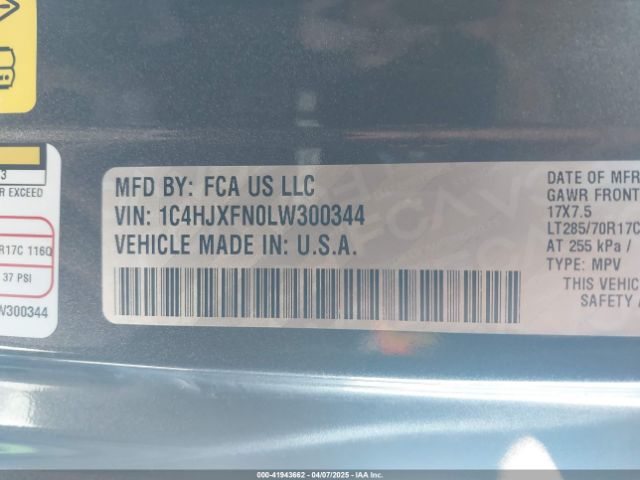 3
R EXCEED
R17C 116Q
37 PSI
W300344
MFD BY: FCA US LLC
VIN: 1C4HJXFN0LW300344
VEHICLE MADE IN: U.S.A.
DATE OF MFR
GAWR FRONT
17X7.5
LT285/70R17C
AT 255 kPa /
TYPE: MPV
THIS VEHIC
SAFETY A
000-41943662 04/07/2025 - copyright IAA, Inc.